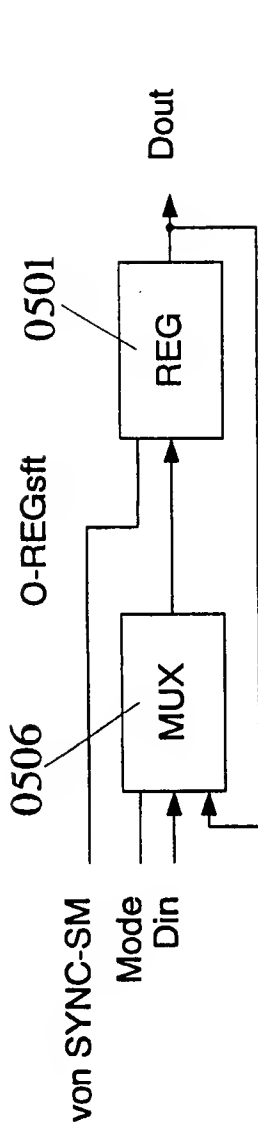 von SYNC-SM
Mode
Din
0506
MUX
O-REGsft
0501
REG
Dout